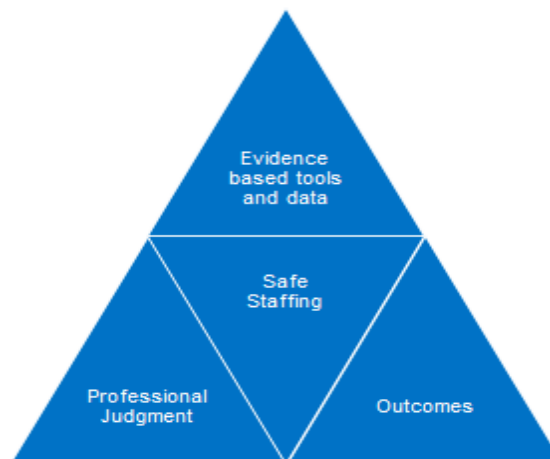 Evidence
based tools
and data
Safe
Staffing
Professional
Judgment
Outcomes